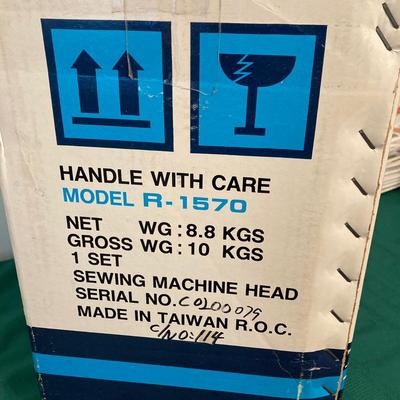 HANDLE WITH CARE
MODEL R-1570
NET WG: 8.8 KGS
GROSS WG: 10 KGS
1 SET
SEWING MACHINE HEAD
SERIAL NO. C0200079
MADE IN TAIWAN R.O.C.
C/NO: 114